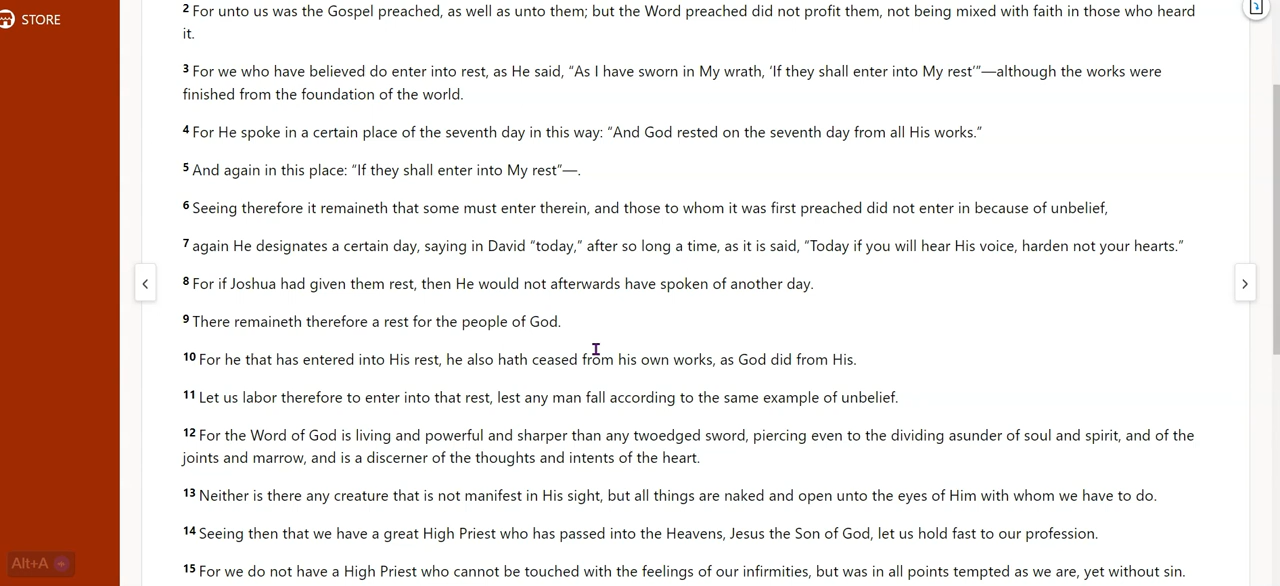 STORE
2 For unto us was the Gospel preached, as well as unto them; but the Word preached did not profit them, not being mixed with faith in those who heard
it.
3 For we who have believed do enter into rest, as He said, “As I have sworn in My wrath, ‘If they shall enter into My rest’”—although the works were
finished from the foundation of the world.
4 For He spoke in a certain place of the seventh day in this way: “And God rested on the seventh day from all His works.”
5 And again in this place: “If they shall enter into My rest”—.
6 Seeing therefore it remaineth that some must enter therein, and those to whom it was first preached did not enter in because of unbelief,
7 again He designates a certain day, saying in David “today,” after so long a time, as it is said, “Today if you will hear His voice, harden not your hearts.”
8 For if Joshua had given them rest, then He would not afterwards have spoken of another day.
9 There remaineth therefore a rest for the people of God.
10 For he that has entered into His rest, he also hath ceased from his own works, as God did from His.
11 Let us labor therefore to enter into that rest, lest any man fall according to the same example of unbelief.
12 For the Word of God is living and powerful and sharper than any twoedged sword, piercing even to the dividing asunder of soul and spirit, and of the
joints and marrow, and is a discerner of the thoughts and intents of the heart.
13 Neither is there any creature that is not manifest in His sight, but all things are naked and open unto the eyes of Him with whom we have to do.
14 Seeing then that we have a great High Priest who has passed into the Heavens, Jesus the Son of God, let us hold fast to our profession.
Alt+A
15 For we do not have a High Priest who cannot be touched with the feelings of our infirmities, but was in all points tempted as we are, yet without sin.